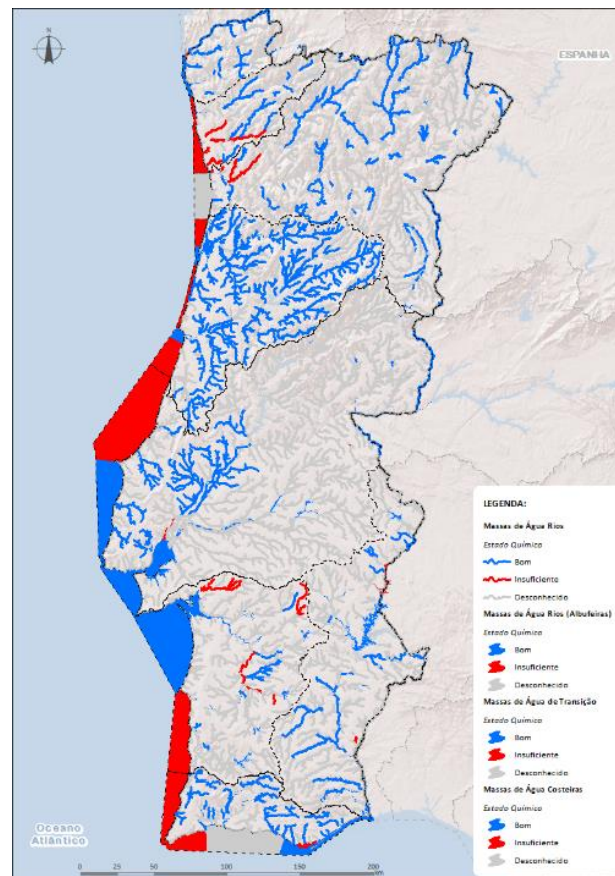 N
ESPANHA
LEGENDA:
Massas de Água Rios
Estado Químico
Bom
Insuficiente
Desconhecido
Massas de Água Rios (Albufeiras)
Estado Químico
Bom
Insuficiente
Desconhecido
Massas de Água de Transição
Estado Químico
Bom
Insuficiente
Desconhecido
Massas de Água Costeiras
Estado Químico
Bom
Insuficiente
Desconhecido
Oceano
Atlântico
0 25 50 100 150 200
km